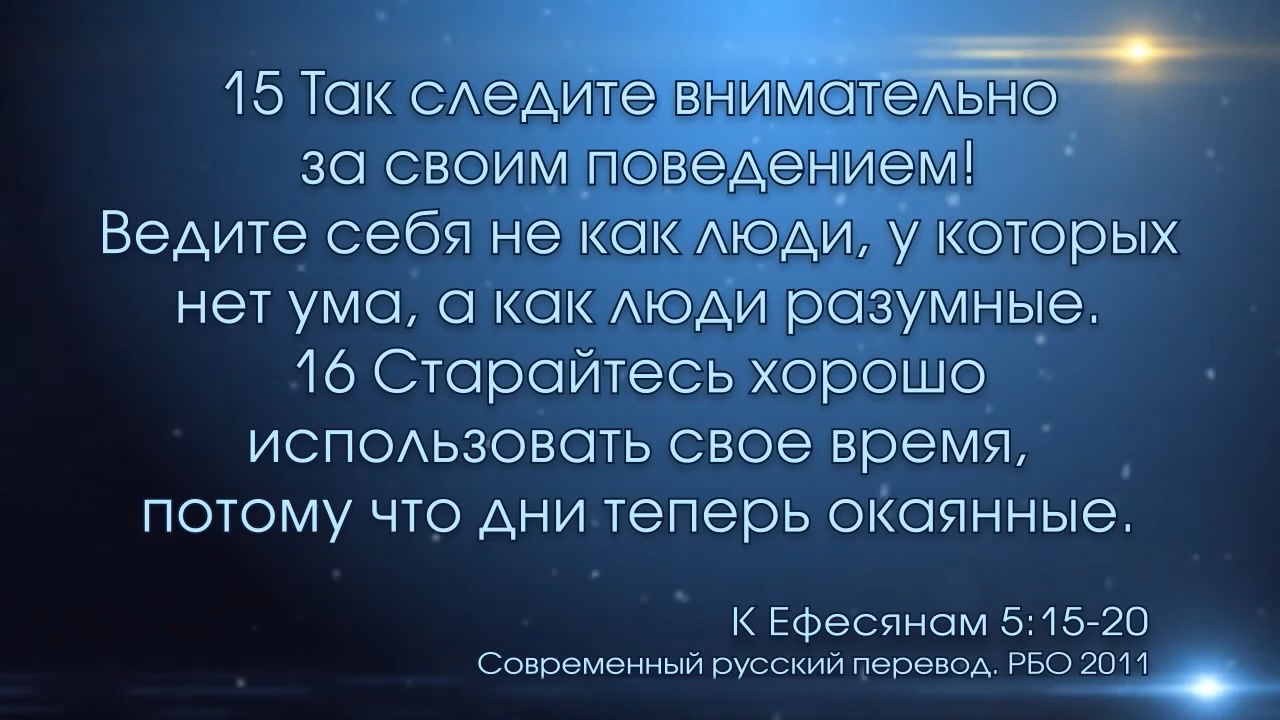 15 Так следите внимательно
за своим поведением!
Ведите себя не как люди, у которых
нет ума, а как люди разумные.
16 Старайтесь хорошо
использовать свое время,
потому что дни теперь окаянные.
К Ефесянам 5:15-20
Современный русский перевод. РБО 2011